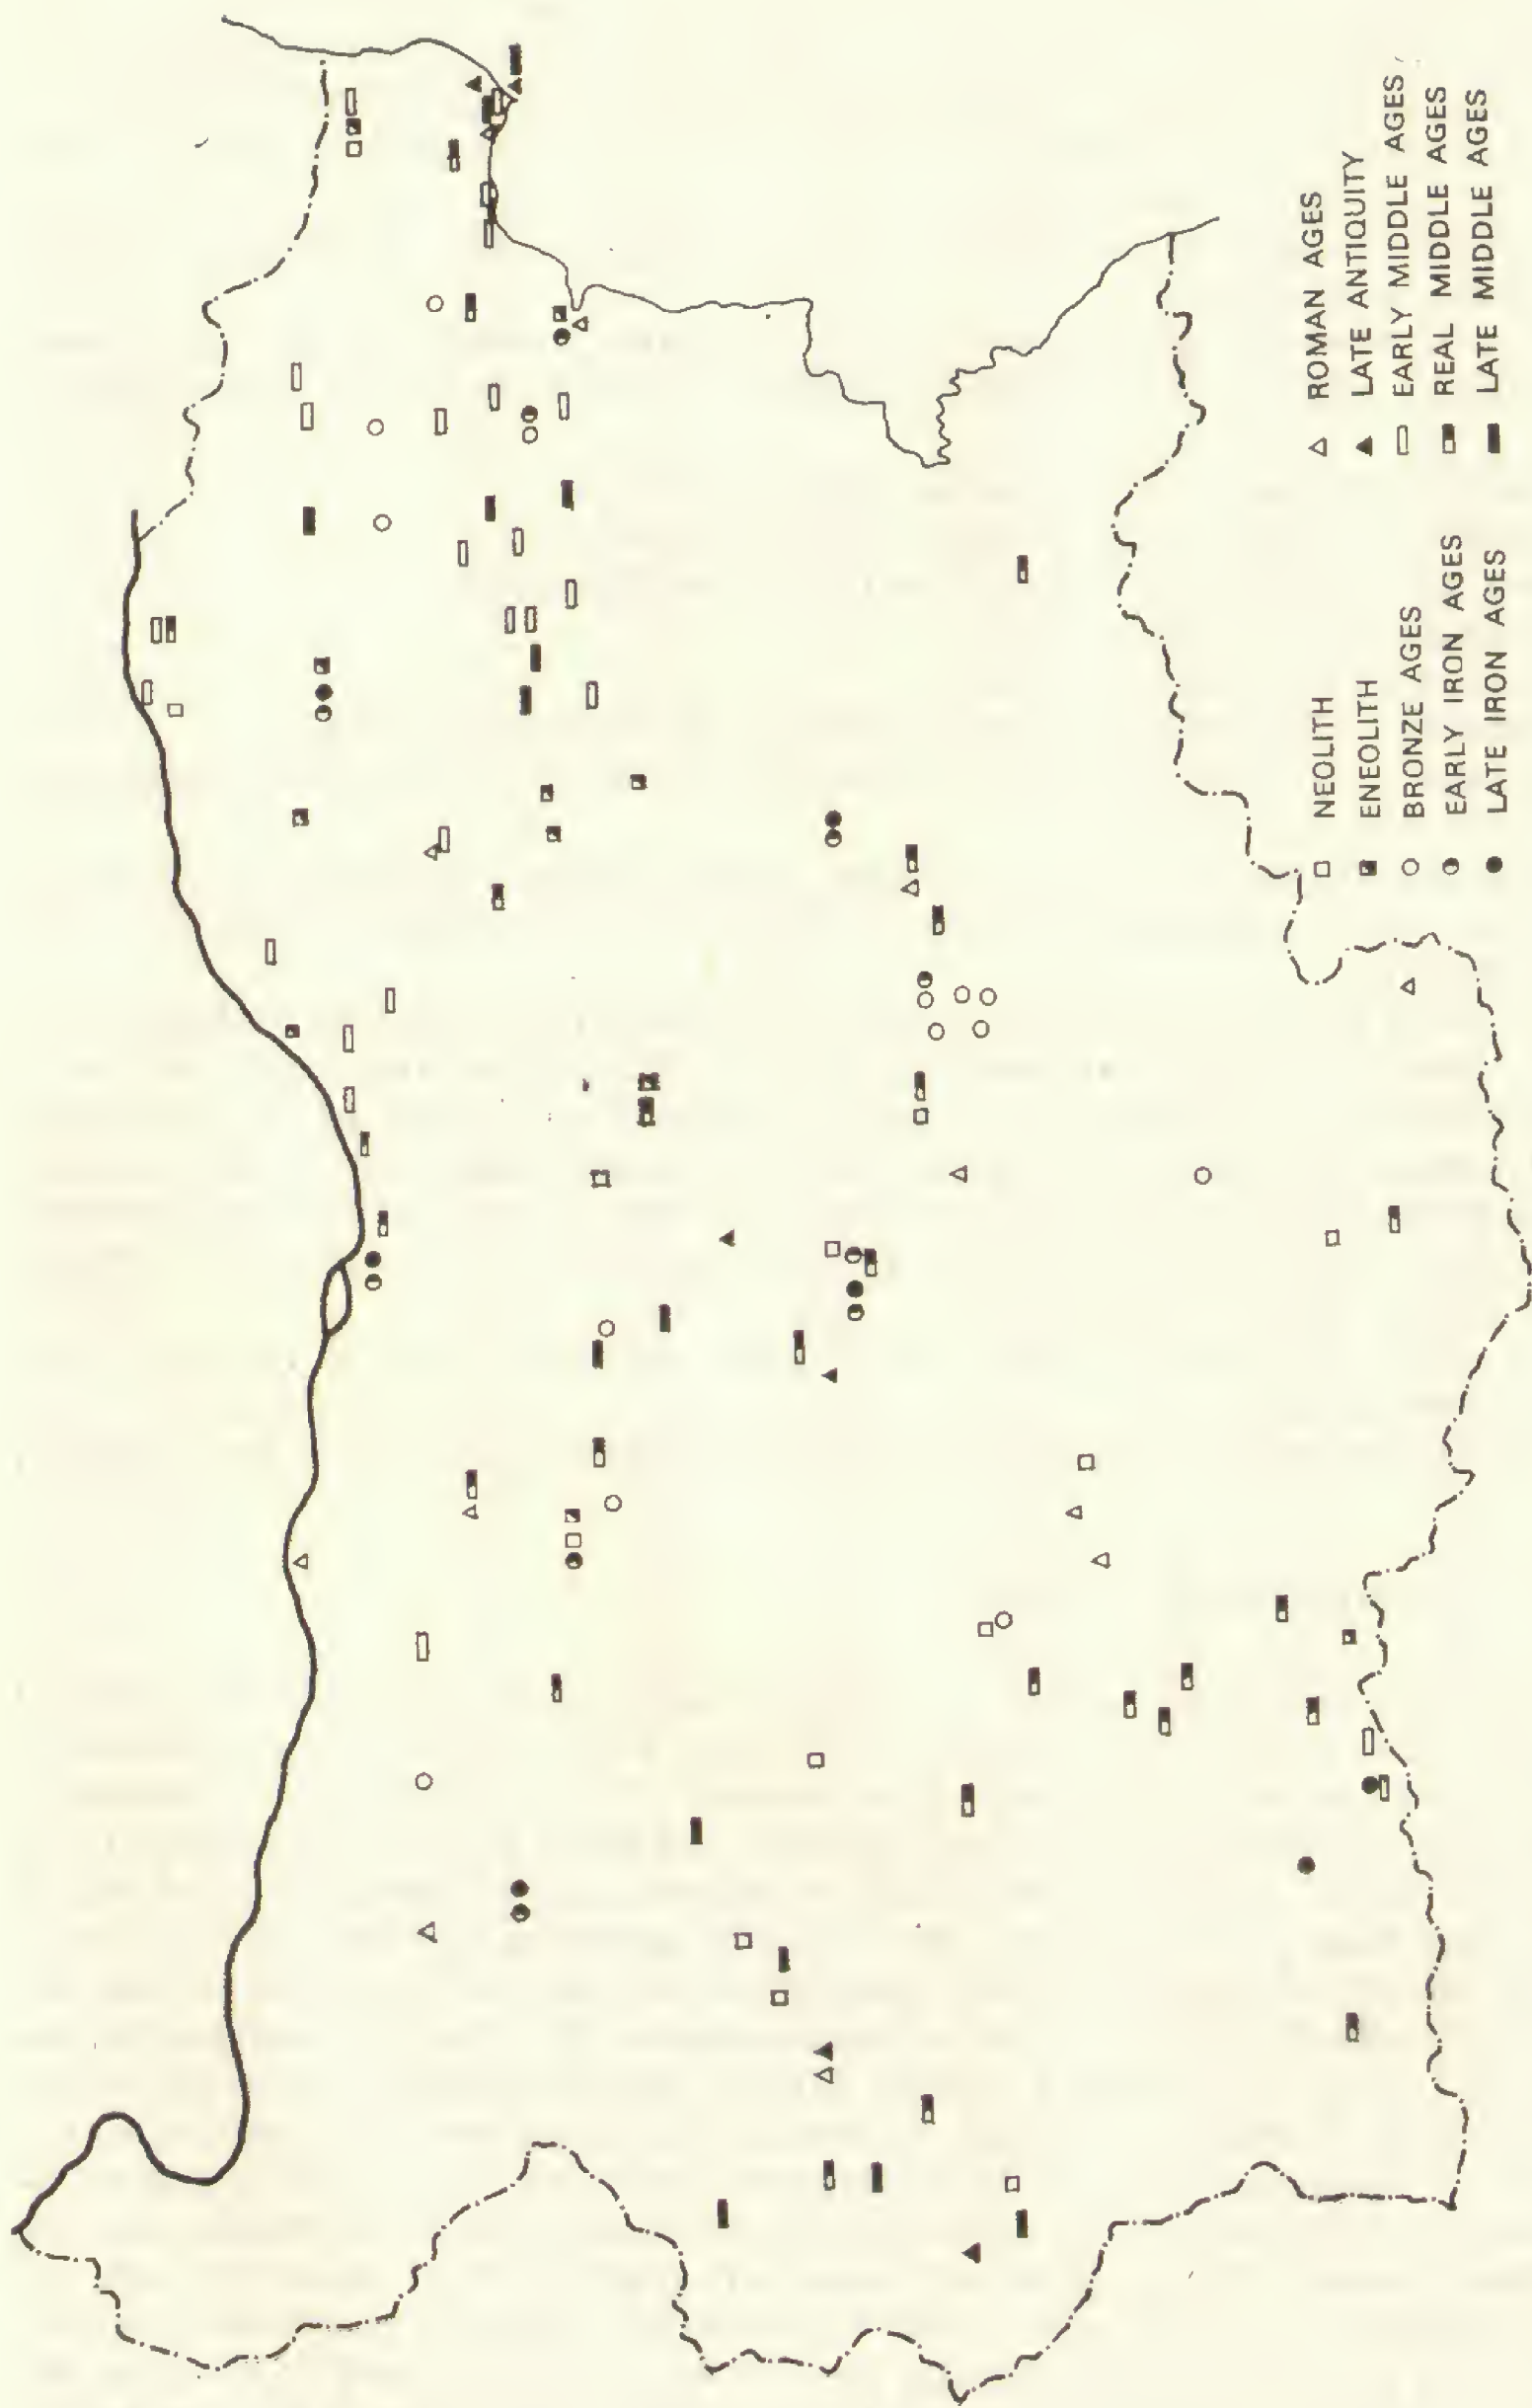 NEOLITH
ENEOLITH
BRONZE AGES
EARLY IRON AGES
LATE IRON AGES
ROMAN AGES
LATE ANTIQUITY
EARLY MIDDLE AGES
REAL MIDDLE AGES
LATE MIDDLE AGES